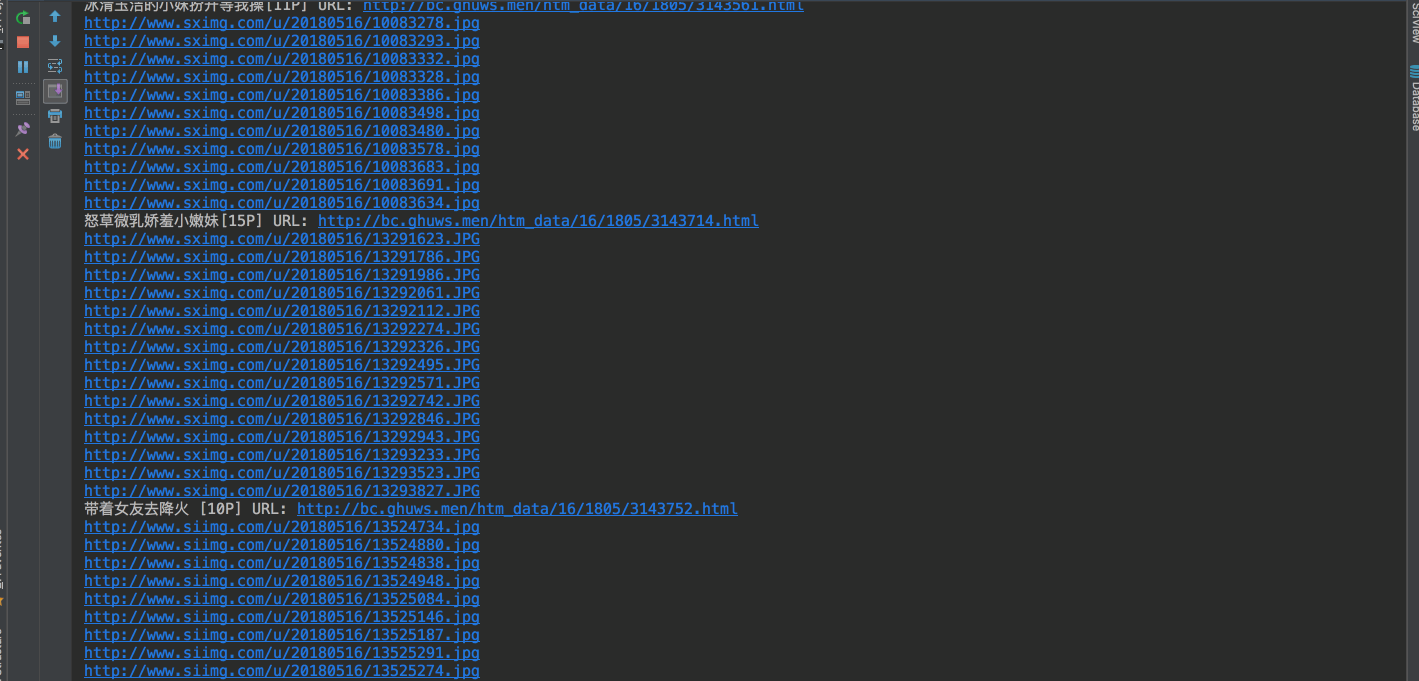 冰清玉洁的小妹掰开等我操[11P] URL: http://bc.ghuws.men/htm_data/16/1805/3143561.html
http://www.sximg.com/u/20180516/10083278.jpg
http://www.sximg.com/u/20180516/10083293.jpg
http://www.sximg.com/u/20180516/10083332.jpg
http://www.sximg.com/u/20180516/10083328.jpg
http://www.sximg.com/u/20180516/10083386.jpg
http://www.sximg.com/u/20180516/10083498.jpg
http://www.sximg.com/u/20180516/10083480.jpg
http://www.sximg.com/u/20180516/10083578.jpg
http://www.sximg.com/u/20180516/10083683.jpg
http://www.sximg.com/u/20180516/10083691.jpg
http://www.sximg.com/u/20180516/10083634.jpg
怒草微乳娇羞小嫩妹[15P] URL: http://bc.ghuws.men/htm_data/16/1805/3143714.html
http://www.sximg.com/u/20180516/13291623.JPG
http://www.sximg.com/u/20180516/13291786.JPG
http://www.sximg.com/u/20180516/13291986.JPG
http://www.sximg.com/u/20180516/13292061.JPG
http://www.sximg.com/u/20180516/13292112.JPG
http://www.sximg.com/u/20180516/13292274.JPG
http://www.sximg.com/u/20180516/13292326.JPG
http://www.sximg.com/u/20180516/13292495.JPG
http://www.sximg.com/u/20180516/13292571.JPG
http://www.sximg.com/u/20180516/13292742.JPG
http://www.sximg.com/u/20180516/13292846.JPG
http://www.sximg.com/u/20180516/13292943.JPG
http://www.sximg.com/u/20180516/13293233.JPG
http://www.sximg.com/u/20180516/13293523.JPG
http://www.sximg.com/u/20180516/13293827.JPG
带着女友去降火 [10P] URL: http://bc.ghuws.men/htm_data/16/1805/3143752.html
http://www.siimg.com/u/20180516/13524734.jpg
http://www.siimg.com/u/20180516/13524880.jpg
http://www.siimg.com/u/20180516/13524838.jpg
http://www.siimg.com/u/20180516/13524948.jpg
http://www.siimg.com/u/20180516/13525084.jpg
http://www.siimg.com/u/20180516/13525146.jpg
http://www.siimg.com/u/20180516/13525187.jpg
http://www.siimg.com/u/20180516/13525291.jpg
http://www.siimg.com/u/20180516/13525274.jpg
SciView
Database